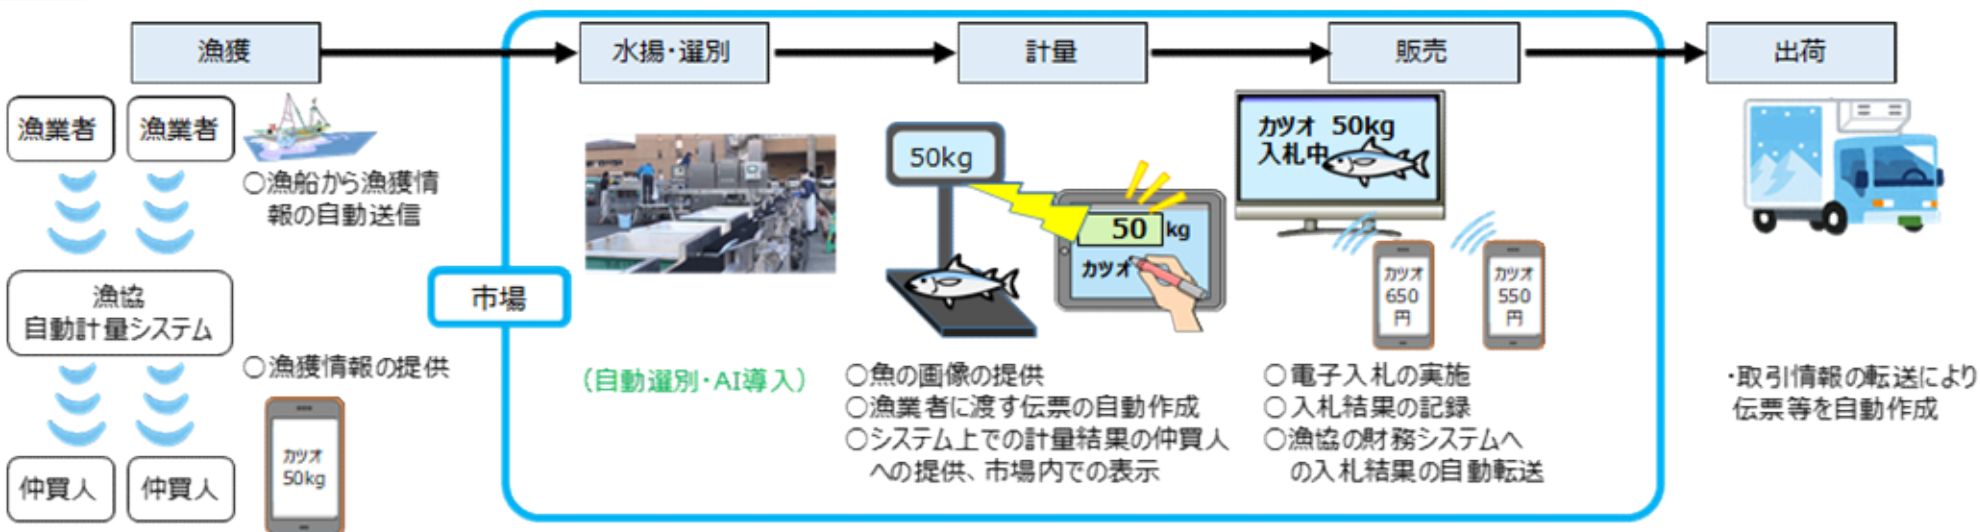 漁獲
水揚・選別
計量
販売
出荷
漁業者
漁業者
○漁船から漁獲情
報の自動送信
漁協
自動計量システム
○漁獲情報の提供
カツオ
50kg
仲買人
仲買人
市場
(自動選別・AI導入)
50kg
50 kg
カツオ
○魚の画像の提供
○漁業者に渡す伝票の自動作成
○システム上での計量結果の仲買人
への提供、市場内での表示
カツオ 50kg
入札中
カツオ
650
円
カツオ
550
円
○電子入札の実施
○入札結果の記録
○漁協の財務システムへ
の入札結果の自動転送
・取引情報の転送により
伝票等を自動作成